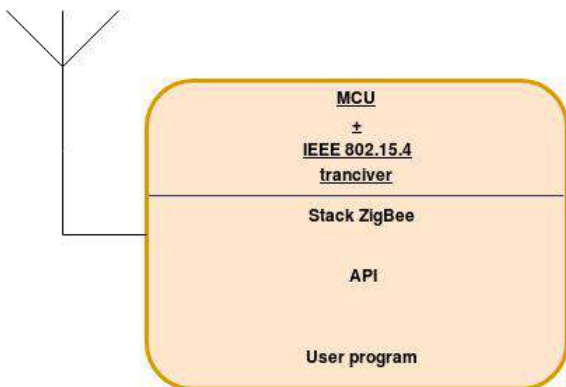 MCU
+
IEEE 802.15.4
tranciver
Stack ZigBee
API
User program